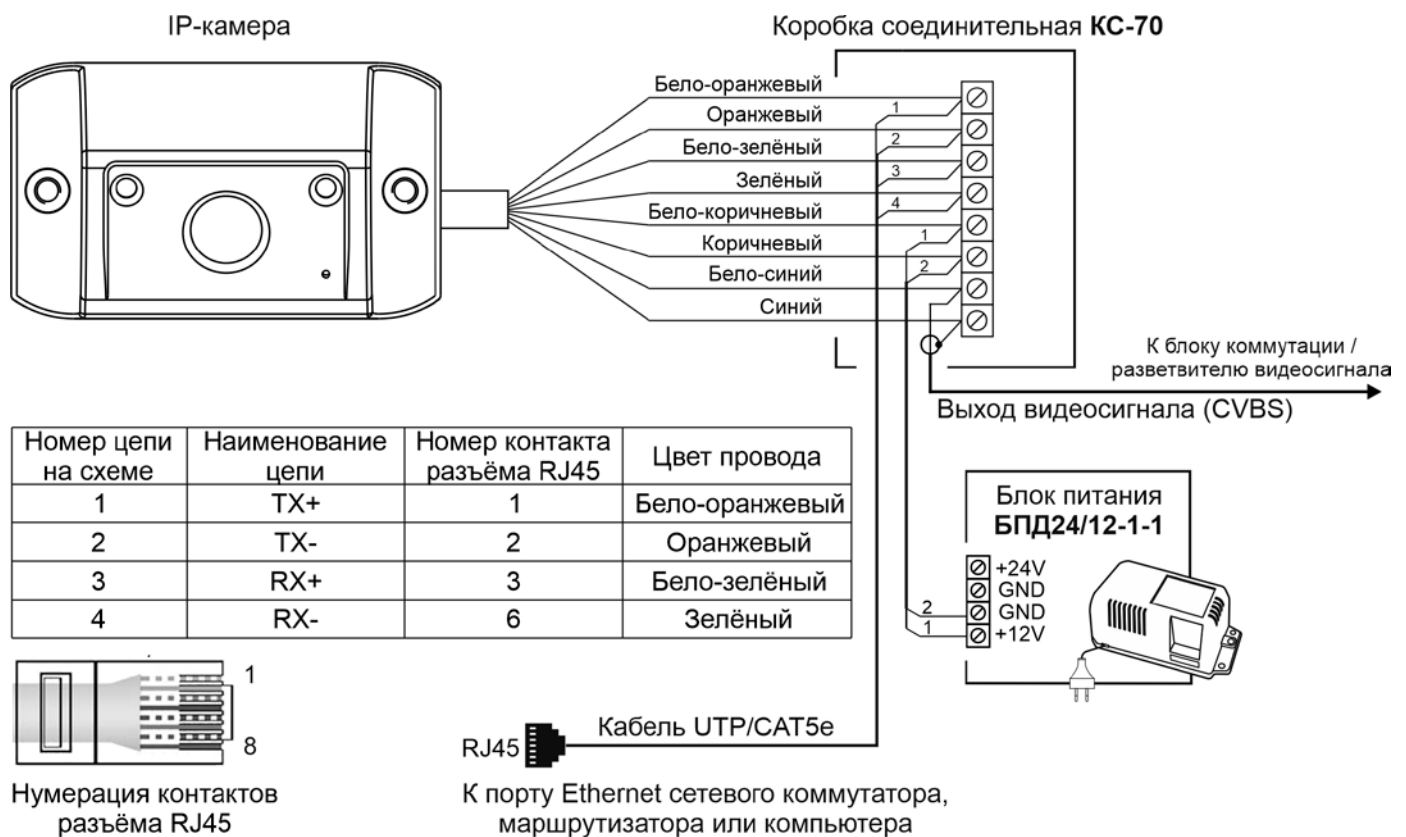 IP-камера
Коробка соединительная КС-70
Бело-оранжевый
Оранжевый
Бело-зелёный
Зелёный
Бело-коричневый
Коричневый
Бело-синий
Синий
1
2
3
4
1
2
К блоку коммутации /
разветвителю видеосигнала
Выход видеосигнала (CVBS)
Номер цепи на схеме | Наименование цепи | Номер контакта разъёма RJ45 | Цвет провода
1 | TX+ | 1 | Бело-оранжевый
2 | TX- | 2 | Оранжевый
3 | RX+ | 3 | Бело-зелёный
4 | RX- | 6 | Зелёный
Блок питания
БПД24/12-1-1
+24V
GND
2 GND
1 +12V
1
8
Нумерация контактов
разъёма RJ45
RJ45
Кабель UTP/CAT5e
К порту Ethernet сетевого коммутатора,
маршрутизатора или компьютера